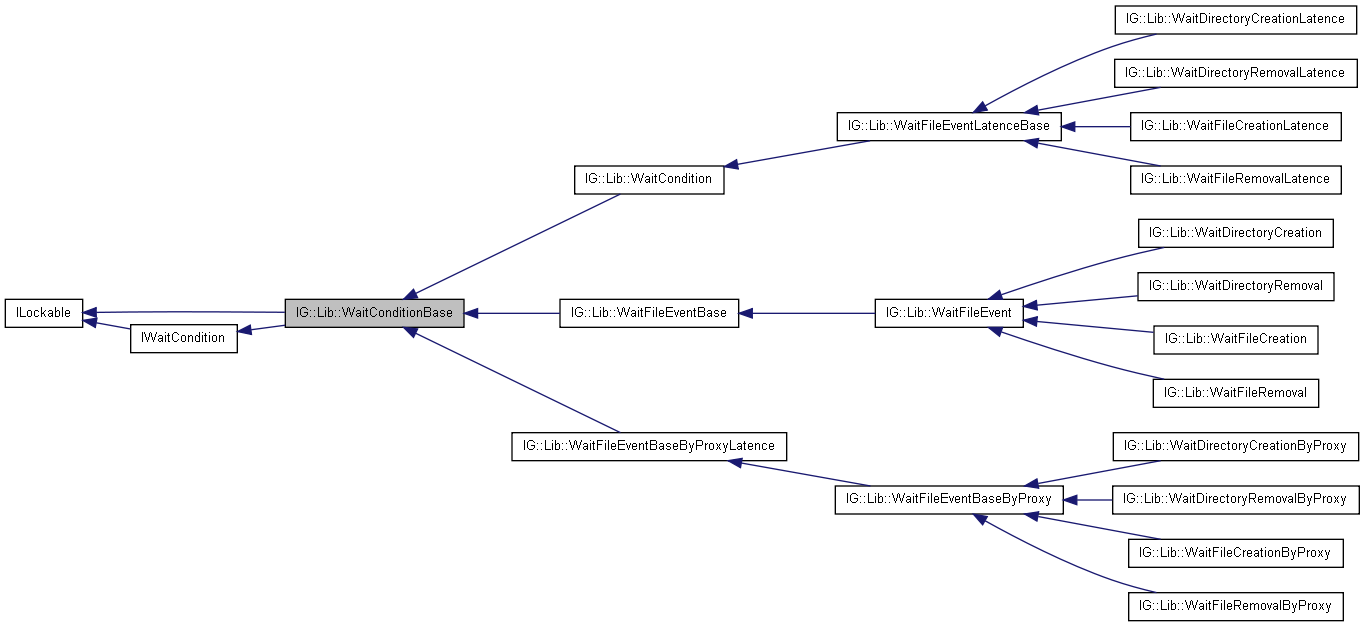 IG::Lib::WaitDirectoryCreationLatence
IG::Lib::WaitDirectoryRemovalLatence
IG::Lib::WaitFileEventLatenceBase
IG::Lib::WaitFileCreationLatence
IG::Lib::WaitCondition
IG::Lib::WaitFileRemovalLatence
IG::Lib::WaitDirectoryCreation
IG::Lib::WaitDirectoryRemoval
ILockable
IG::Lib::WaitConditionBase
IG::Lib::WaitFileEventBase
IG::Lib::WaitFileEvent
IWaitCondition
IG::Lib::WaitFileCreation
IG::Lib::WaitFileRemoval
IG::Lib::WaitFileEventBaseByProxyLatence
IG::Lib::WaitDirectoryCreationByProxy
IG::Lib::WaitFileEventBaseByProxy
IG::Lib::WaitDirectoryRemovalByProxy
IG::Lib::WaitFileCreationByProxy
IG::Lib::WaitFileRemovalByProxy